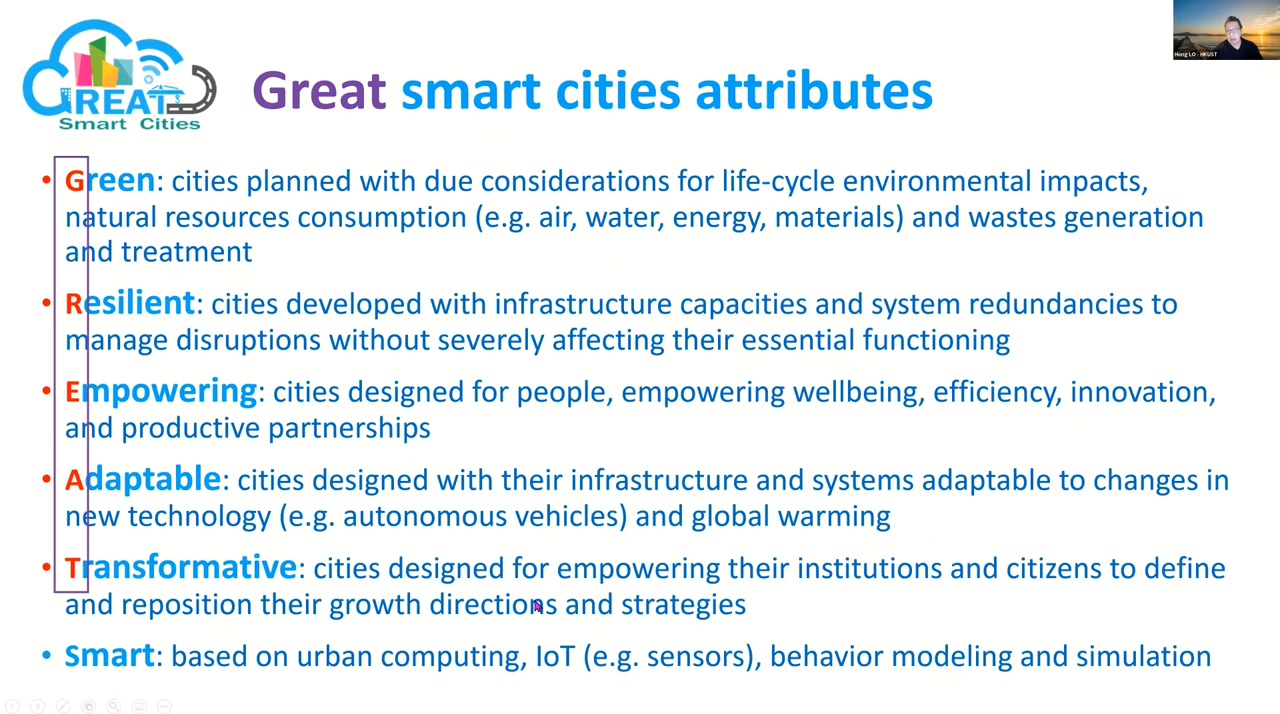 Hong LO - HKUST
GREAT
Smart Cities
Great smart cities attributes
• Green: cities planned with due considerations for life-cycle environmental impacts,
natural resources consumption (e.g. air, water, energy, materials) and wastes generation
and treatment
• Resilient: cities developed with infrastructure capacities and system redundancies to
manage disruptions without severely affecting their essential functioning
• Empowering: cities designed for people, empowering wellbeing, efficiency, innovation,
and productive partnerships
• Adaptable: cities designed with their infrastructure and systems adaptable to changes in
new technology (e.g. autonomous vehicles) and global warming
• Transformative: cities designed for empowering their institutions and citizens to define
and reposition their growth directions and strategies
• Smart: based on urban computing, IoT (e.g. sensors), behavior modeling and simulation